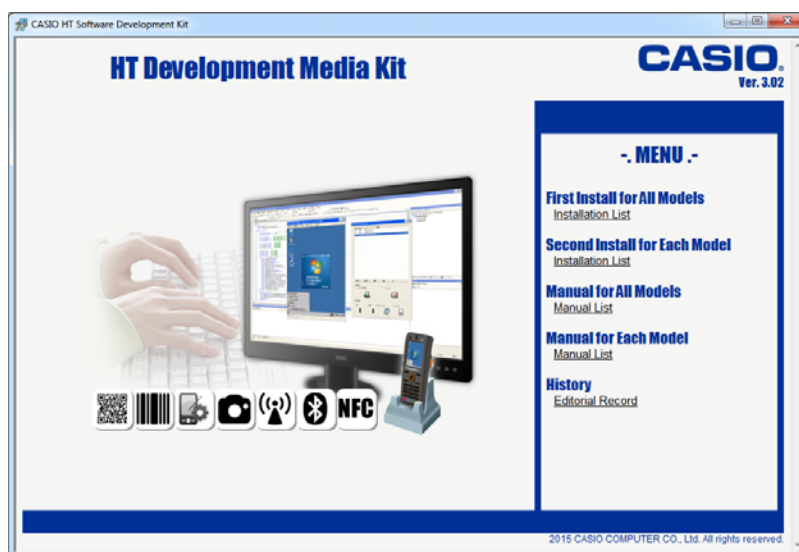 CASIO HT Software Development Kit
HT Development Media Kit
CASIO.
Ver. 3.02
-. MENU .-
First Install for All Models
Installation List
Second Install for Each Model
Installation List
Manual for All Models
Manual List
Manual for Each Model
Manual List
History
Editorial Record
NFC
2015 CASIO COMPUTER CO., Ltd. All rights reserved.